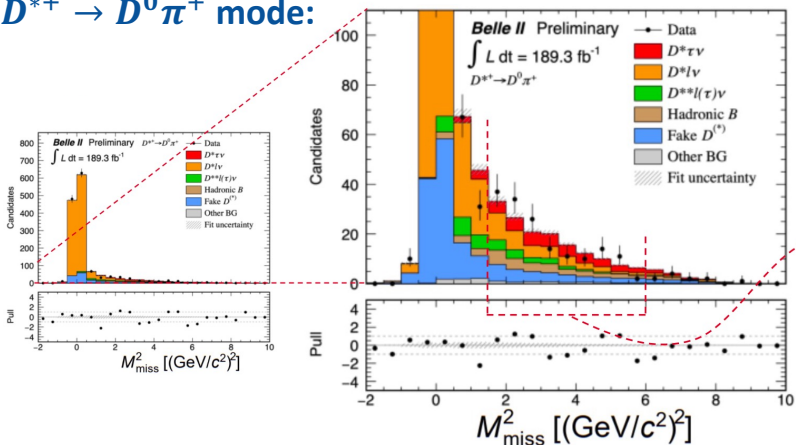 D*+ → D⁰π⁺ mode:
Belle II Preliminary D*+→D⁰π⁺
∫ L dt = 189.3 fb⁻¹
Data
D*τν
D*lν
D**l(τ)ν
Hadronic B
Fake D(*)
Other BG
Fit uncertainty
Candidates
800
700
600
500
400
300
200
100
0
Pull
4
2
0
−2
−4
−2 0 2 4 6 8 10
M²miss [(GeV/c²)²]
Belle II Preliminary
∫ L dt = 189.3 fb⁻¹
D*+→D⁰π⁺
Data
D*τν
D*lν
D**l(τ)ν
Hadronic B
Fake D(*)
Other BG
Fit uncertainty
Candidates
100
80
60
40
20
0
Pull
4
2
0
−2
−4
−2 0 2 4 6 8 10
M²miss [(GeV/c²)²]